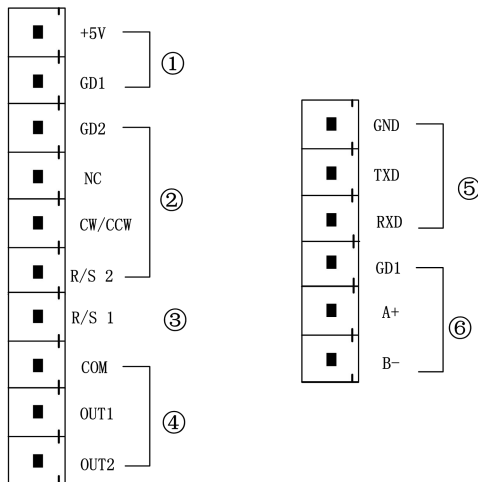 +5V
①
GD1
GD2
NC
②
CW/CCW
R/S 2
R/S 1
③
COM
OUT1
④
OUT2
GND
TXD
⑤
RXD
GD1
A+
⑥
B-